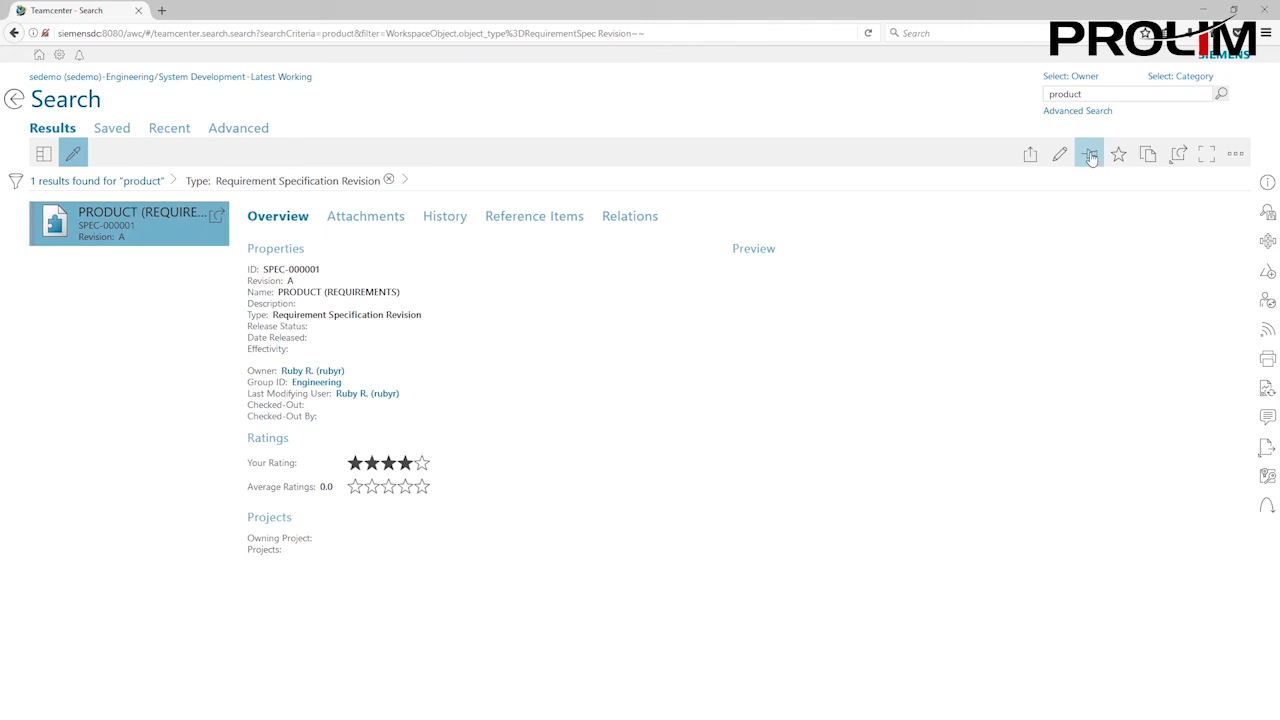 Teamcenter - Search
siemensdc:8080/awc/#/teamcenter.search.search?searchCriteria=product&filter=WorkspaceObject.object_type%3DRequirementSpec Revision~~
Search
PROLIM
SIEMENS
sedemo (sedemo) - Engineering/System Development - Latest Working
Select: Owner
Select: Category
Search
product
Advanced Search
Results
Saved
Recent
Advanced
1 results found for "product"
Type: Requirement Specification Revision
PRODUCT (REQUIRE...
SPEC-000001
Revision: A
Overview
Attachments
History
Reference Items
Relations
Properties
Preview
ID: SPEC-000001
Revision: A
Name: PRODUCT (REQUIREMENTS)
Description:
Type: Requirement Specification Revision
Release Status:
Date Released:
Effectivity:
Owner: Ruby R. (rubyr)
Group ID: Engineering
Last Modifying User: Ruby R. (rubyr)
Checked-Out:
Checked-Out By:
Ratings
Your Rating:
Average Ratings: 0.0
Projects
Owning Project:
Projects: